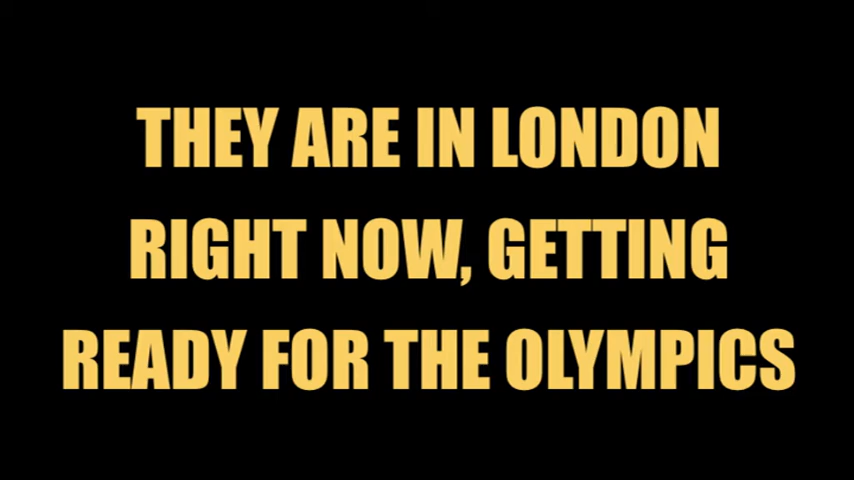 THEY ARE IN LONDON
RIGHT NOW, GETTING
READY FOR THE OLYMPICS